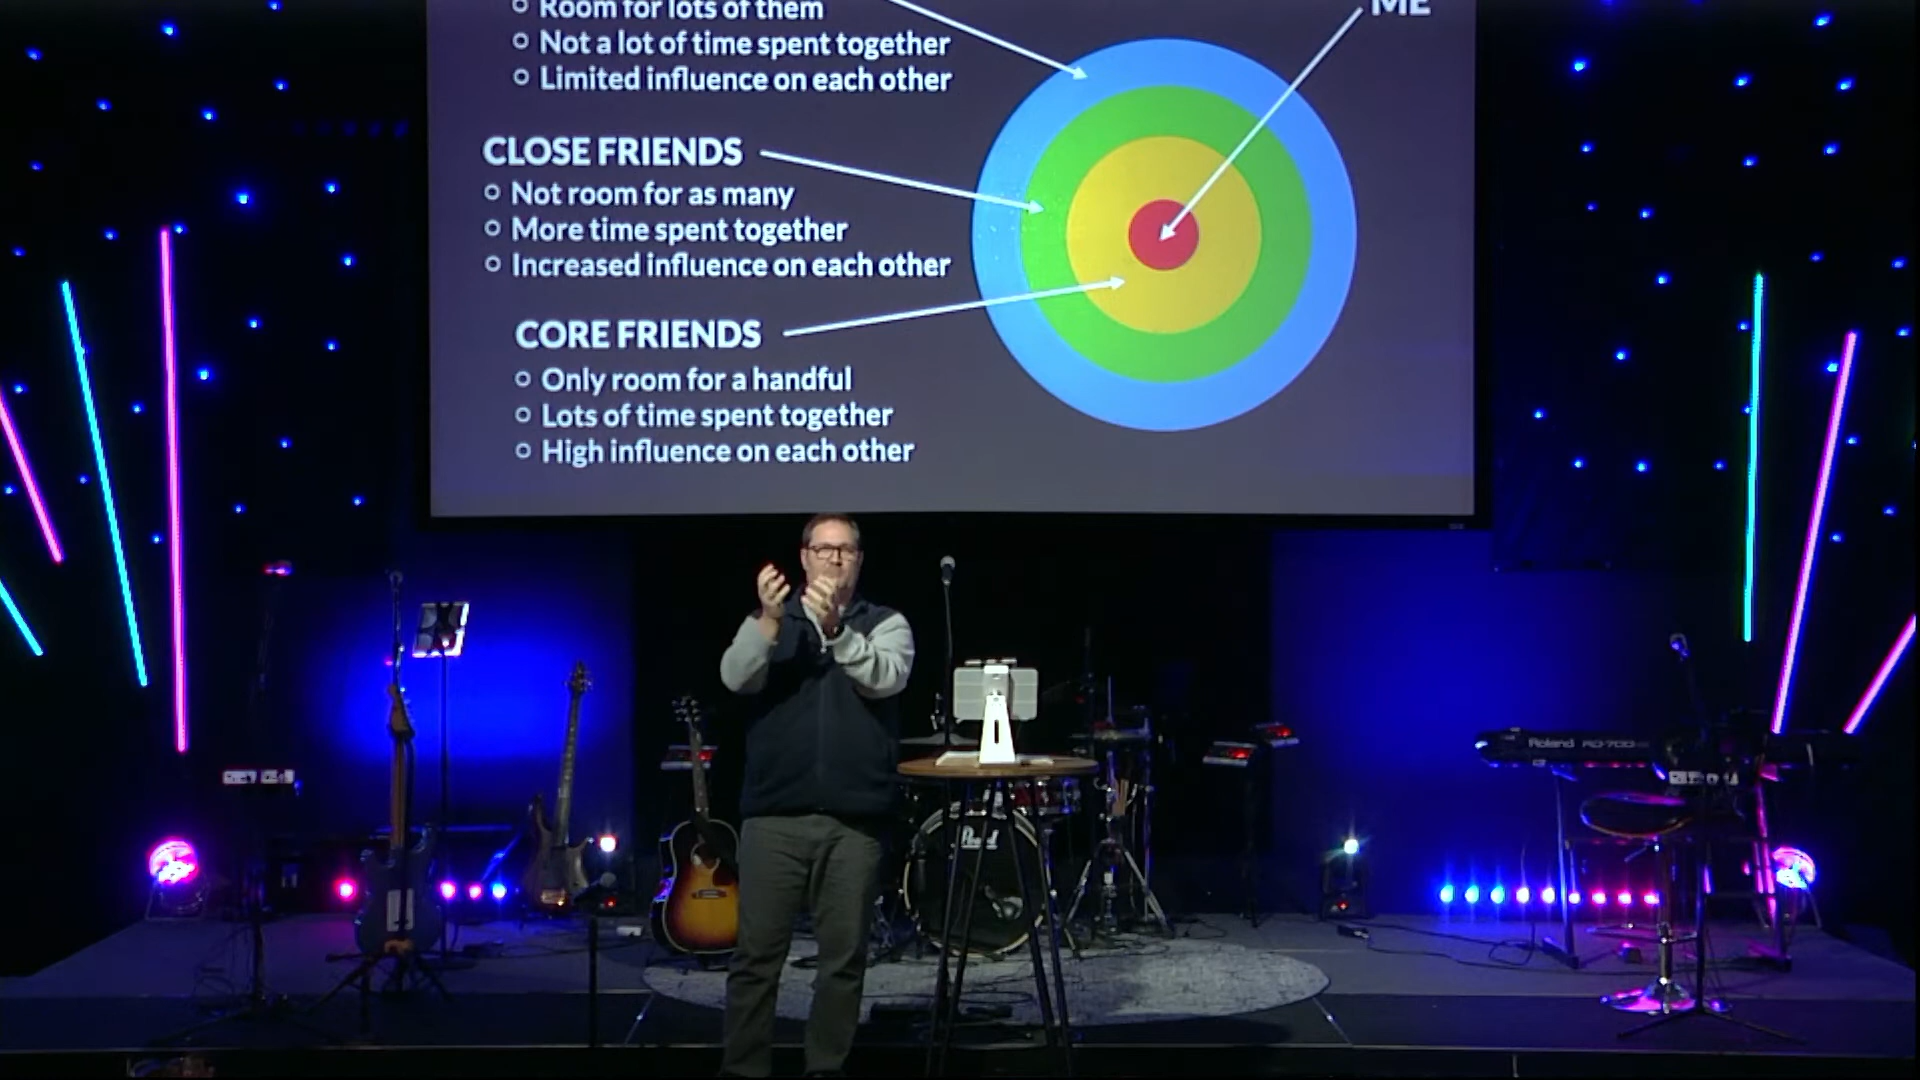 Room for lots of them
Not a lot of time spent together
Limited influence on each other
ME
CLOSE FRIENDS
Not room for as many
More time spent together
Increased influence on each other
CORE FRIENDS
Only room for a handful
Lots of time spent together
High influence on each other
Roland RD-700
Pearl